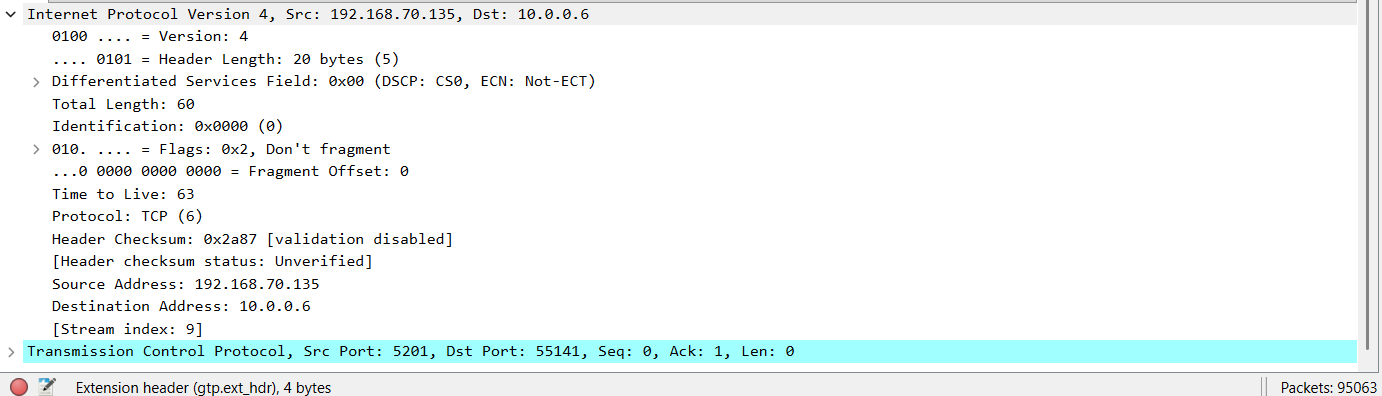 Internet Protocol Version 4, Src: 192.168.70.135, Dst: 10.0.0.6
0100 .... = Version: 4
.... 0101 = Header Length: 20 bytes (5)
Differentiated Services Field: 0x00 (DSCP: CS0, ECN: Not-ECT)
Total Length: 60
Identification: 0x0000 (0)
010. .... = Flags: 0x2, Don't fragment
...0 0000 0000 0000 = Fragment Offset: 0
Time to Live: 63
Protocol: TCP (6)
Header Checksum: 0x2a87 [validation disabled]
[Header checksum status: Unverified]
Source Address: 192.168.70.135
Destination Address: 10.0.0.6
[Stream index: 9]
Transmission Control Protocol, Src Port: 5201, Dst Port: 55141, Seq: 0, Ack: 1, Len: 0
Extension header (gtp.ext_hdr), 4 bytes
Packets: 95063